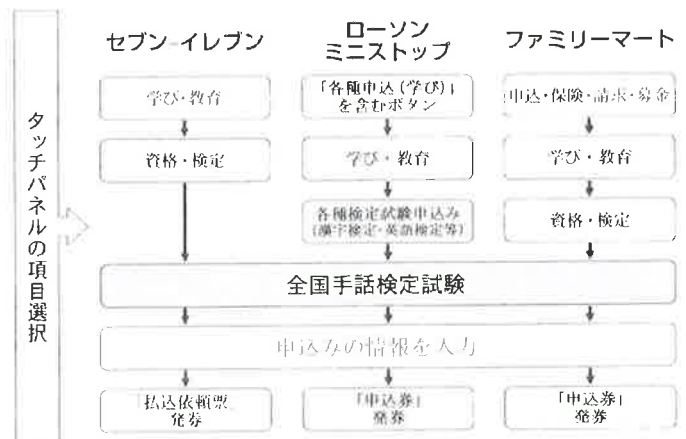 タッチパネルの項目選択
セブン-イレブン
学び・教育
資格・検定
ローソン
ミニストップ
「各種申込(学び)」
を含むボタン
学び・教育
各種検定試験申込み
(漢字検定・英語検定等)
ファミリーマート
申込・保険・請求・募金
学び・教育
資格・検定
全国手話検定試験
申込みの情報を入力
「払込依頼票」
発券
「申込券」
発券
「申込券」
発券